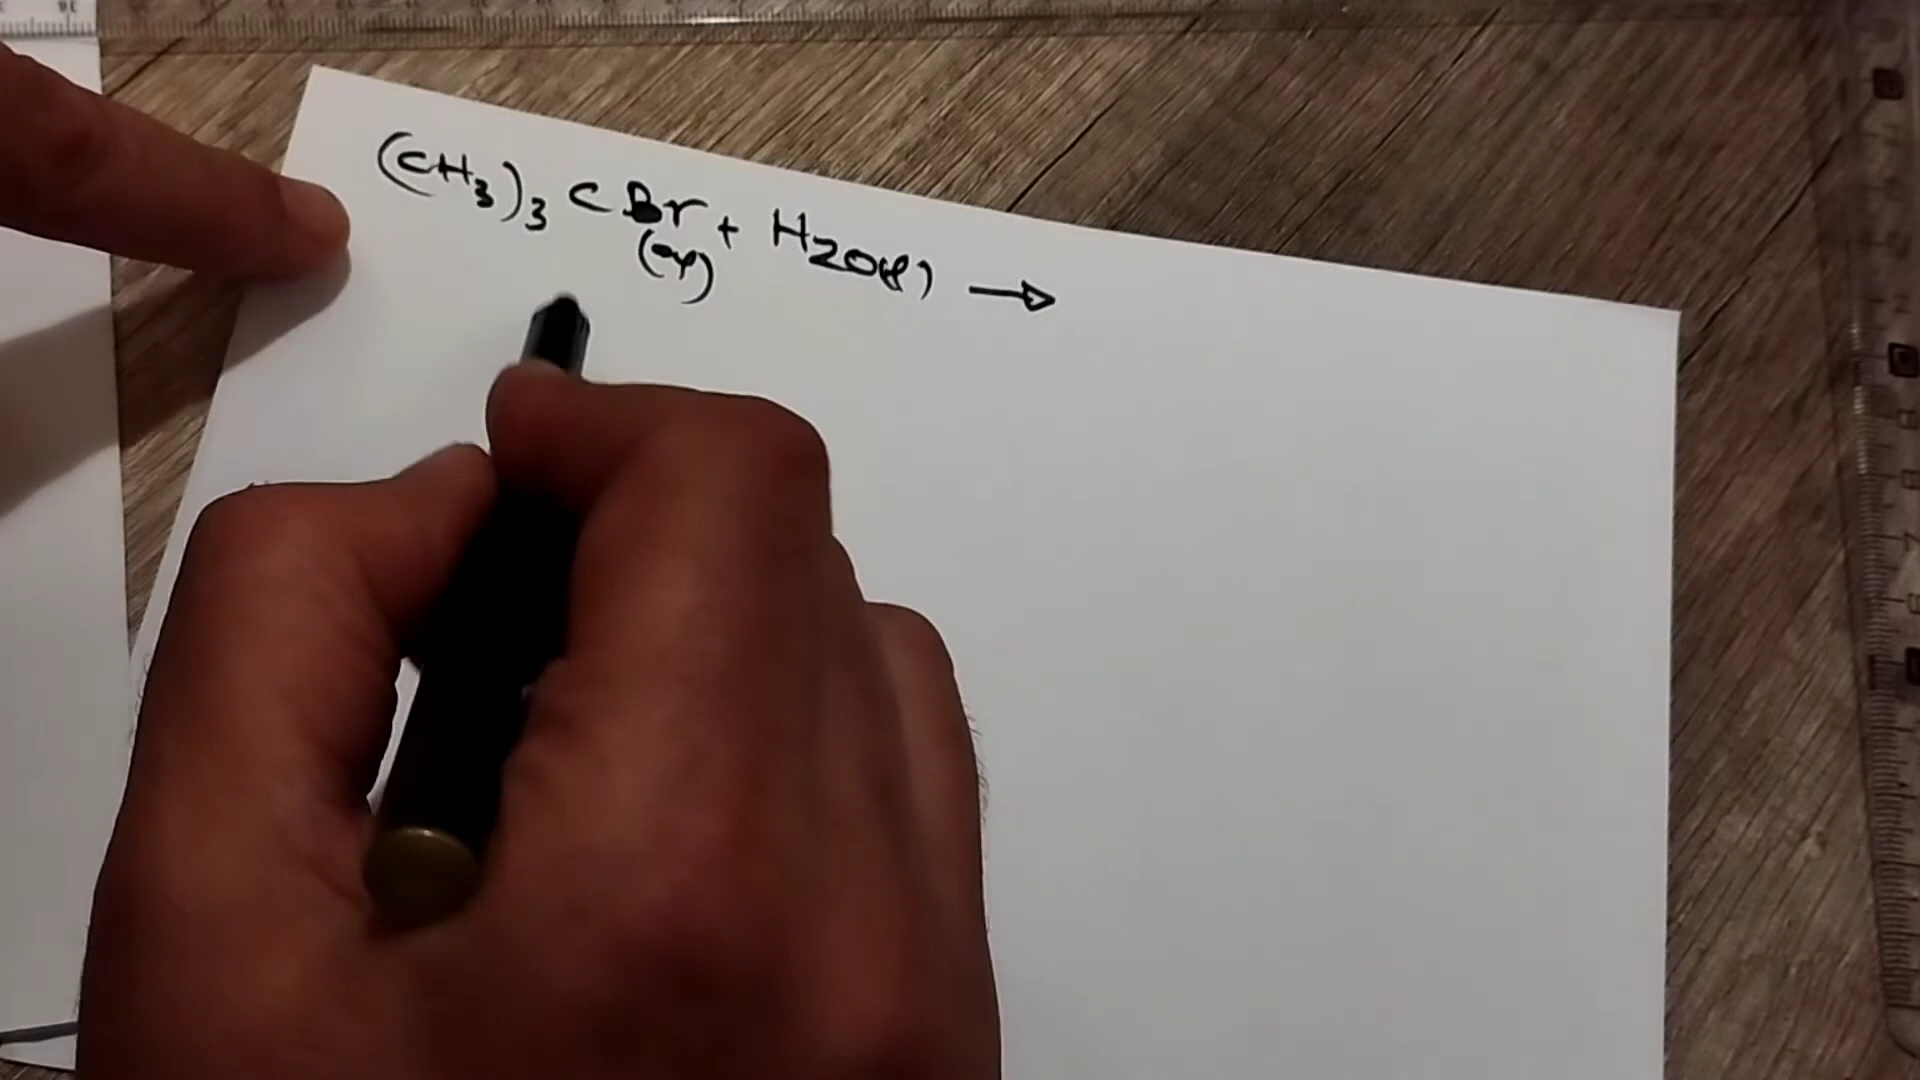 (CH3)3 CBr + H2O(l) →
(aq)